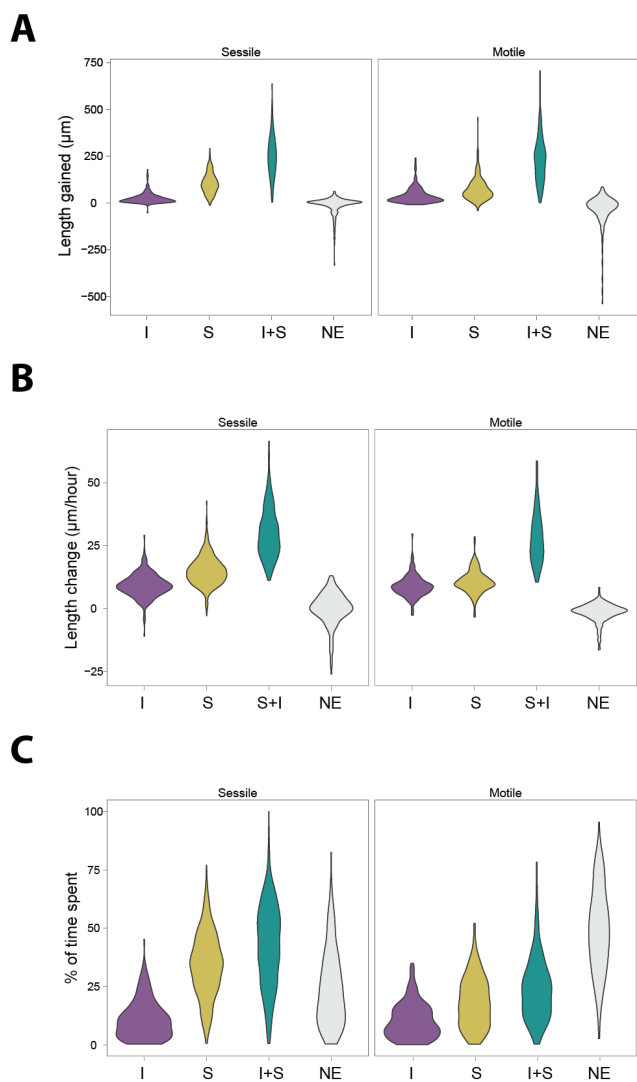 A
Sessile
Motile
Length gained (µm)
750
500
250
0
−250
−500
I S I+S NE I S I+S NE
B
Sessile
Motile
Length change (µm/hour)
50
25
0
−25
I S S+I NE I S S+I NE
C
Sessile
Motile
% of time spent
100
75
50
25
0
I S I+S NE I S I+S NE